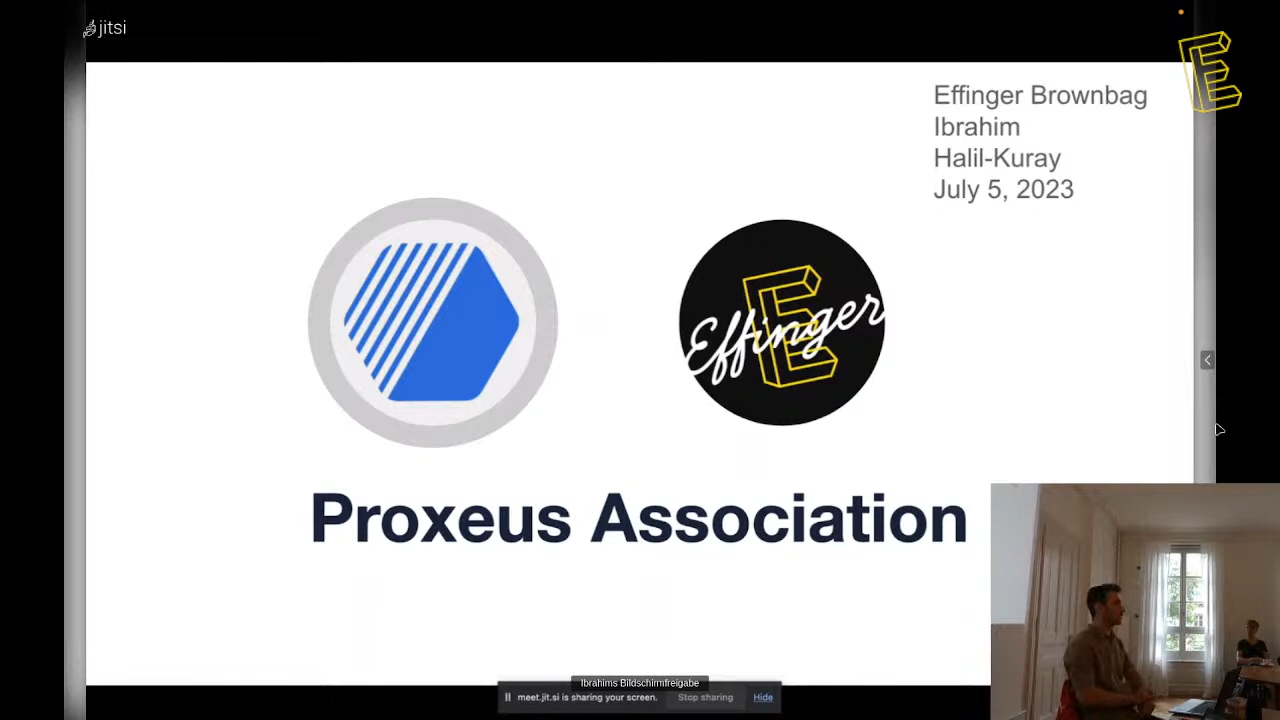 jitsi
Effinger Brownbag
Ibrahim
Halil-Kuray
July 5, 2023
E
E
Effinger
Proxeus Association
Ibrahims Bildschirmfreigabe
meet.jit.si is sharing your screen.
Stop sharing
Hide